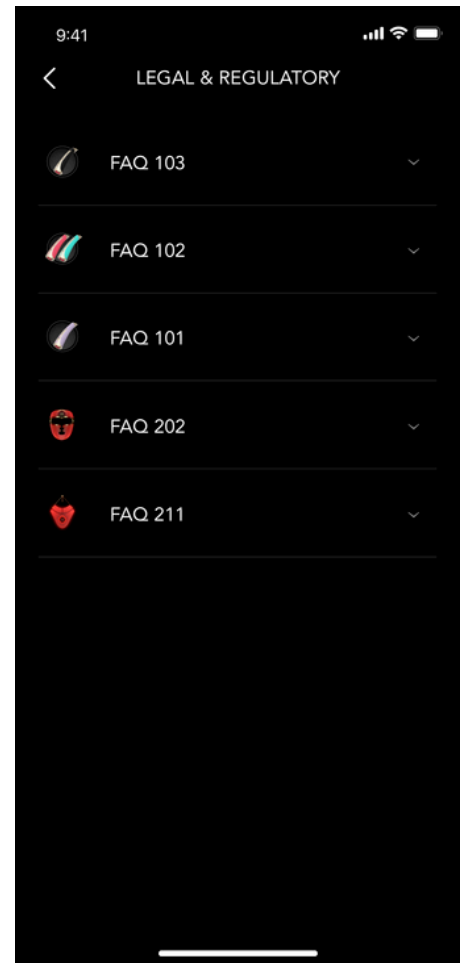 9:41
LEGAL & REGULATORY
FAQ 103
FAQ 102
FAQ 101
FAQ 202
FAQ 211